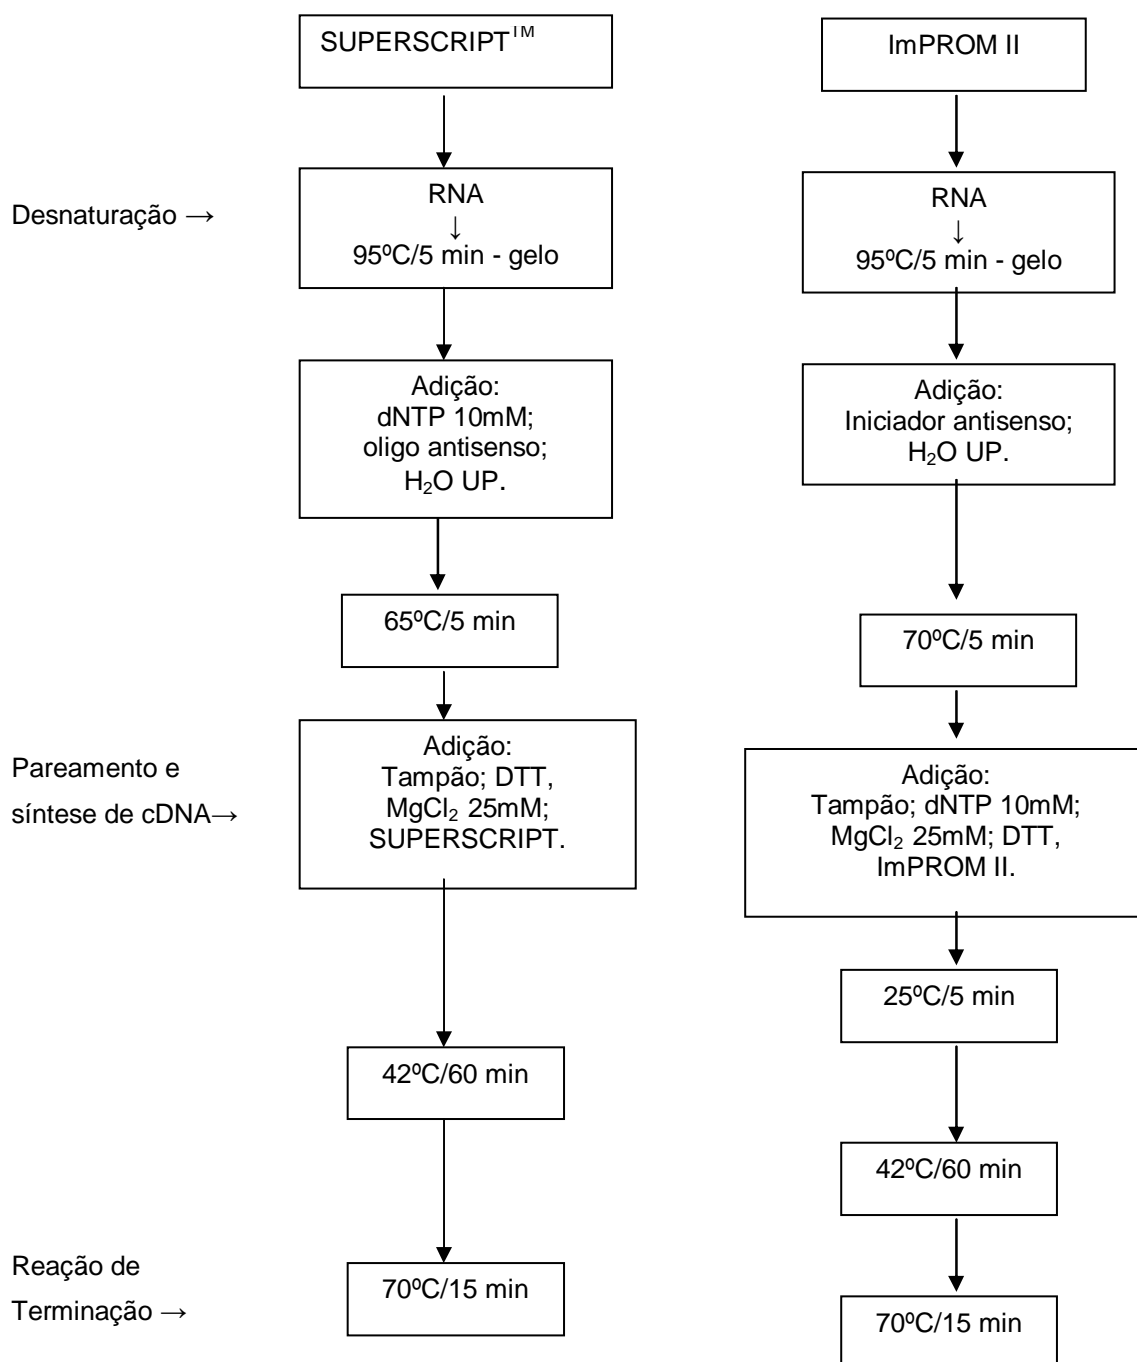 SUPERSCRIPT™
ImPROM II
Desnaturação →
RNA
↓
95ºC/5 min - gelo
RNA
↓
95ºC/5 min - gelo
Adição:
dNTP 10mM;
oligo antisenso;
H₂O UP.
Adição:
Iniciador antisenso;
H₂O UP.
65ºC/5 min
70ºC/5 min
Pareamento e
síntese de cDNA→
Adição:
Tampão; DTT,
MgCl₂ 25mM;
SUPERSCRIPT.
Adição:
Tampão; dNTP 10mM;
MgCl₂ 25mM; DTT,
ImPROM II.
25ºC/5 min
42ºC/60 min
42ºC/60 min
Reação de
Terminação →
70ºC/15 min
70ºC/15 min